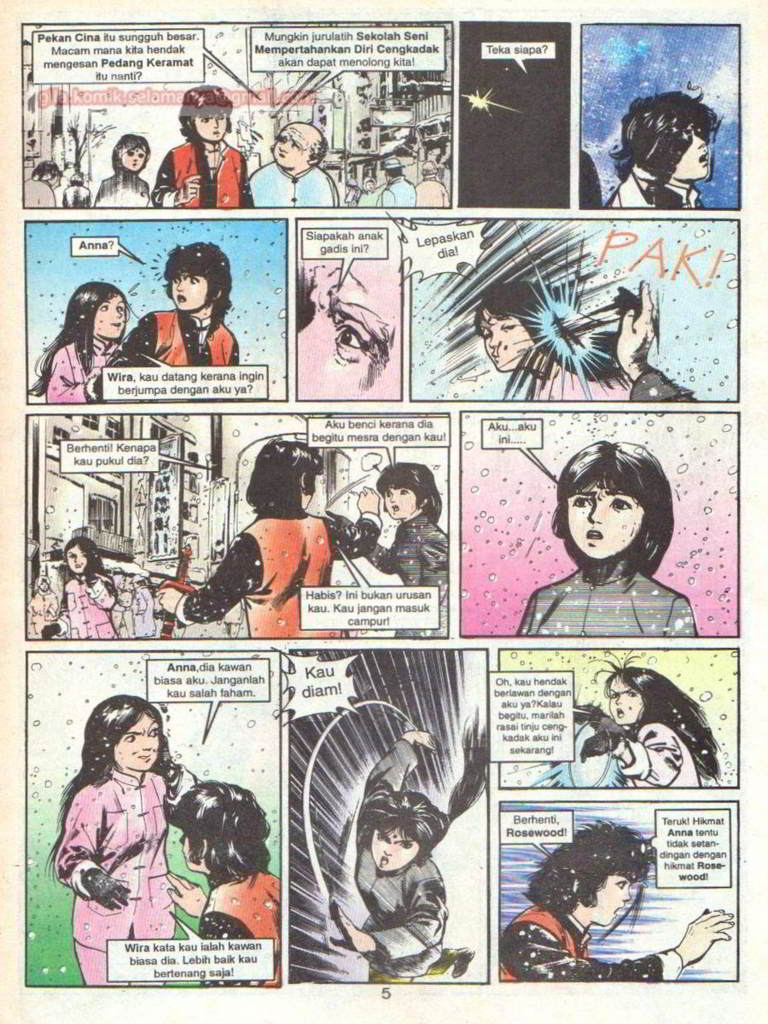 Pekan Cina itu sungguh besar.
Macam mana kita hendak
mengesan Pedang Keramat
itu nanti?
Mungkin jurulatih Sekolah Seni
Mempertahankan Diri Cengkadak
akan dapat menolong kita!
Teka siapa?
Anna?
Wira, kau datang kerana ingin
berjumpa dengan aku ya?
Siapakah anak
gadis ini?
Lepaskan
dia!
PAK!
Berhenti! Kenapa
kau pukul dia?
Aku benci kerana dia
begitu mesra dengan kau!
Habis? Ini bukan urusan
kau. Kau jangan masuk
campur!
Aku...aku
ini.....
Anna,dia kawan
biasa aku. Janganlah
kau salah faham.
Wira kata kau ialah kawan
biasa dia. Lebih baik kau
bertenang saja!
Kau
diam!
Oh, kau hendak
berlawan dengan
aku ya?Kalau
begitu, marilah
rasai tinju ceng-
kadak aku ini
sekarang!
Berhenti,
Rosewood!
Teruk! Hikmat
Anna tentu
tidak setan-
dingan dengan
hikmat Rose-
wood!
5